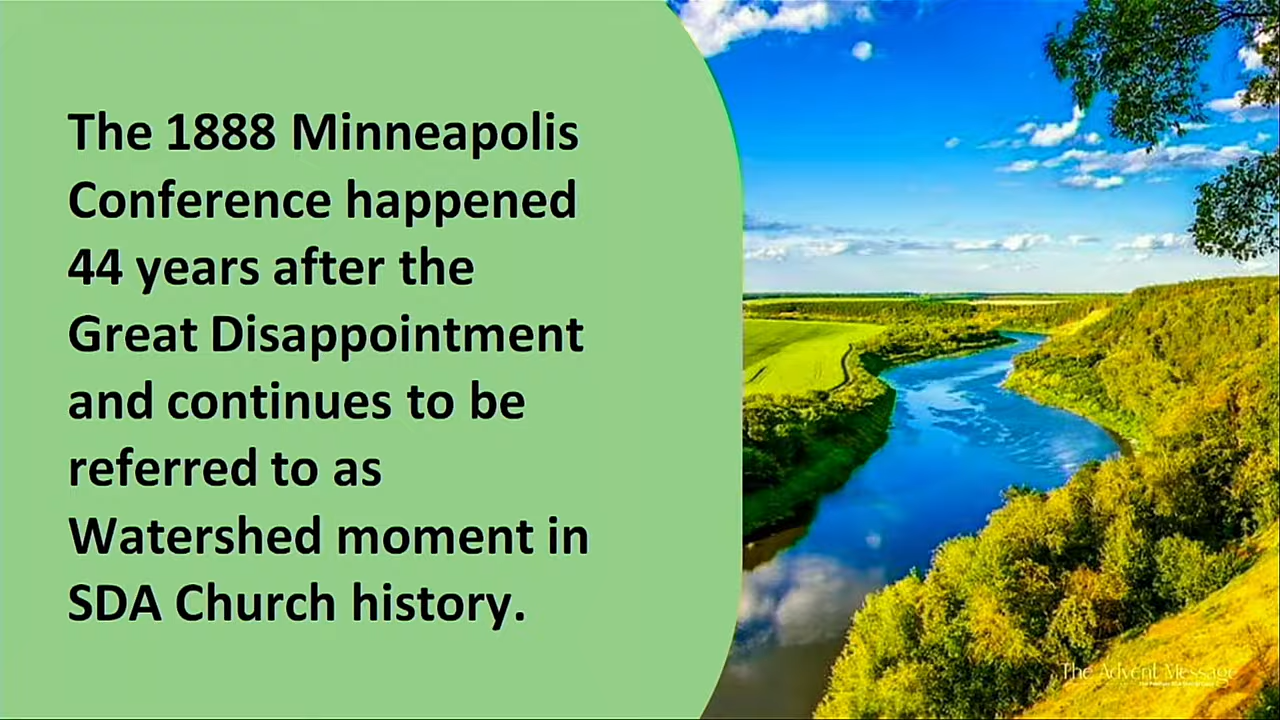 The 1888 Minneapolis
Conference happened
44 years after the
Great Disappointment
and continues to be
referred to as
Watershed moment in
SDA Church history.
The Advent Message